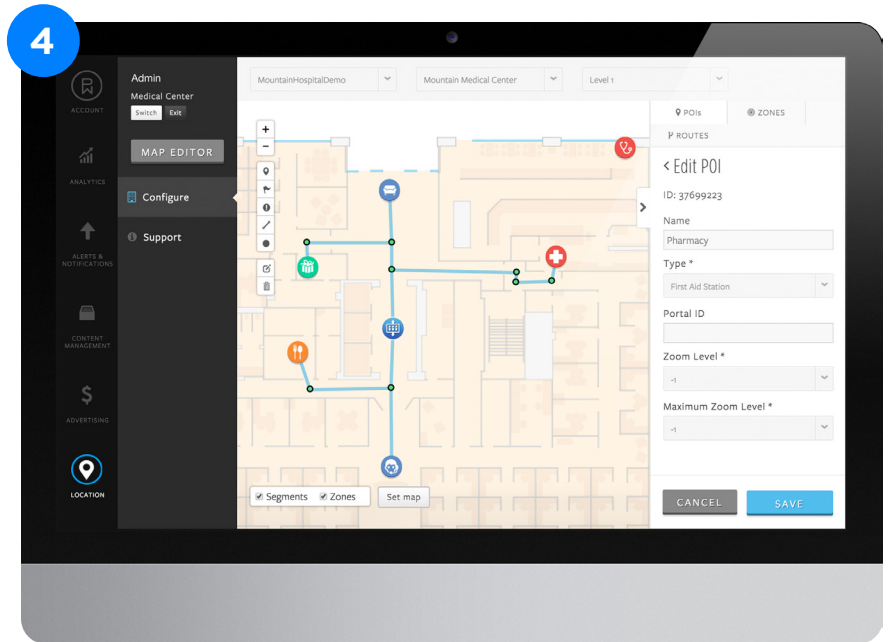 4
ACCOUNT
ANALYTICS
ALERTS &
NOTIFICATIONS
CONTENT
MANAGEMENT
ADVERTISING
LOCATION
Admin
Medical Center
Switch Exit
MAP EDITOR
Configure
Support
MountainHospitalDemo
Mountain Medical Center
Level 1
+
−
Segments Zones
Set map
POIs ZONES
ROUTES
< Edit POI
ID: 37699223
Name
Pharmacy
Type *
First Aid Station
Portal ID
Zoom Level *
-1
Maximum Zoom Level *
-1
CANCEL SAVE